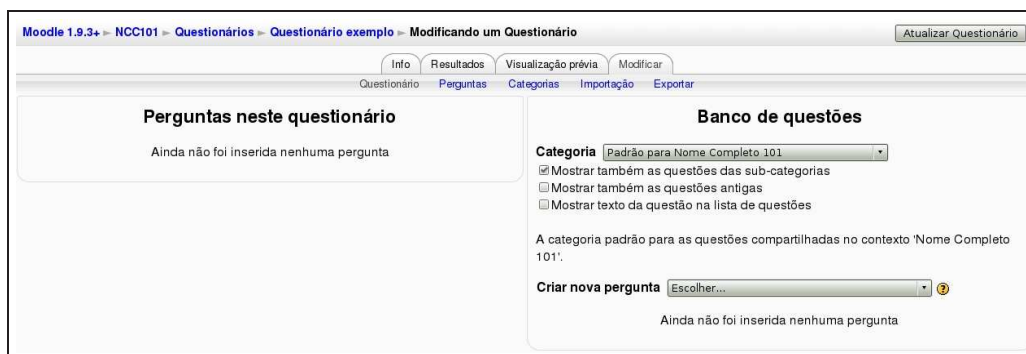 Moodle 1.9.3+ ► NCC101 ► Questionários ► Questionário exemplo ► Modificando um Questionário
Atualizar Questionário
Info Resultados Visualização prévia Modificar
Questionário Perguntas Categorias Importação Exportar
Perguntas neste questionário
Ainda não foi inserida nenhuma pergunta
Banco de questões
Categoria Padrão para Nome Completo 101
Mostrar também as questões das sub-categorias
Mostrar também as questões antigas
Mostrar texto da questão na lista de questões
A categoria padrão para as questões compartilhadas no contexto 'Nome Completo
101'.
Criar nova pergunta Escolher... ?
Ainda não foi inserida nenhuma pergunta